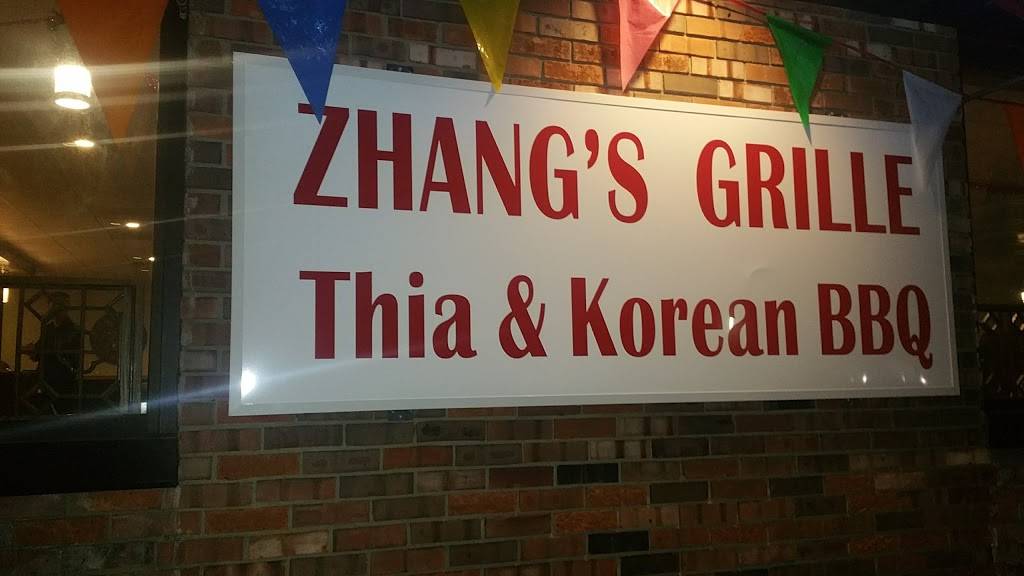 ZHANG'S GRILLE
Thia & Korean BBQ